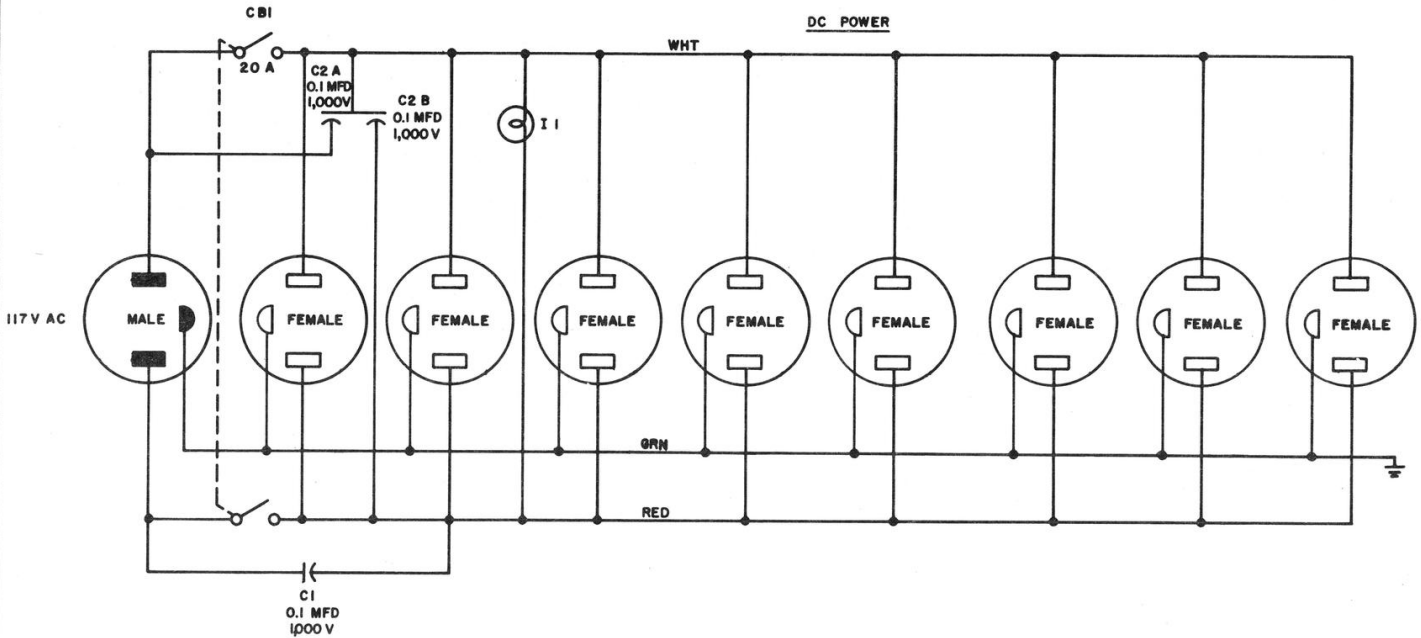 CB1
DC POWER
WHT
20 A
C2 A
0.1 MFD
1,000V
C2 B
0.1 MFD
1,000 V
I 1
117 V AC
MALE
FEMALE
FEMALE
FEMALE
FEMALE
FEMALE
FEMALE
FEMALE
FEMALE
GRN
RED
C1
0.1 MFD
1,000 V